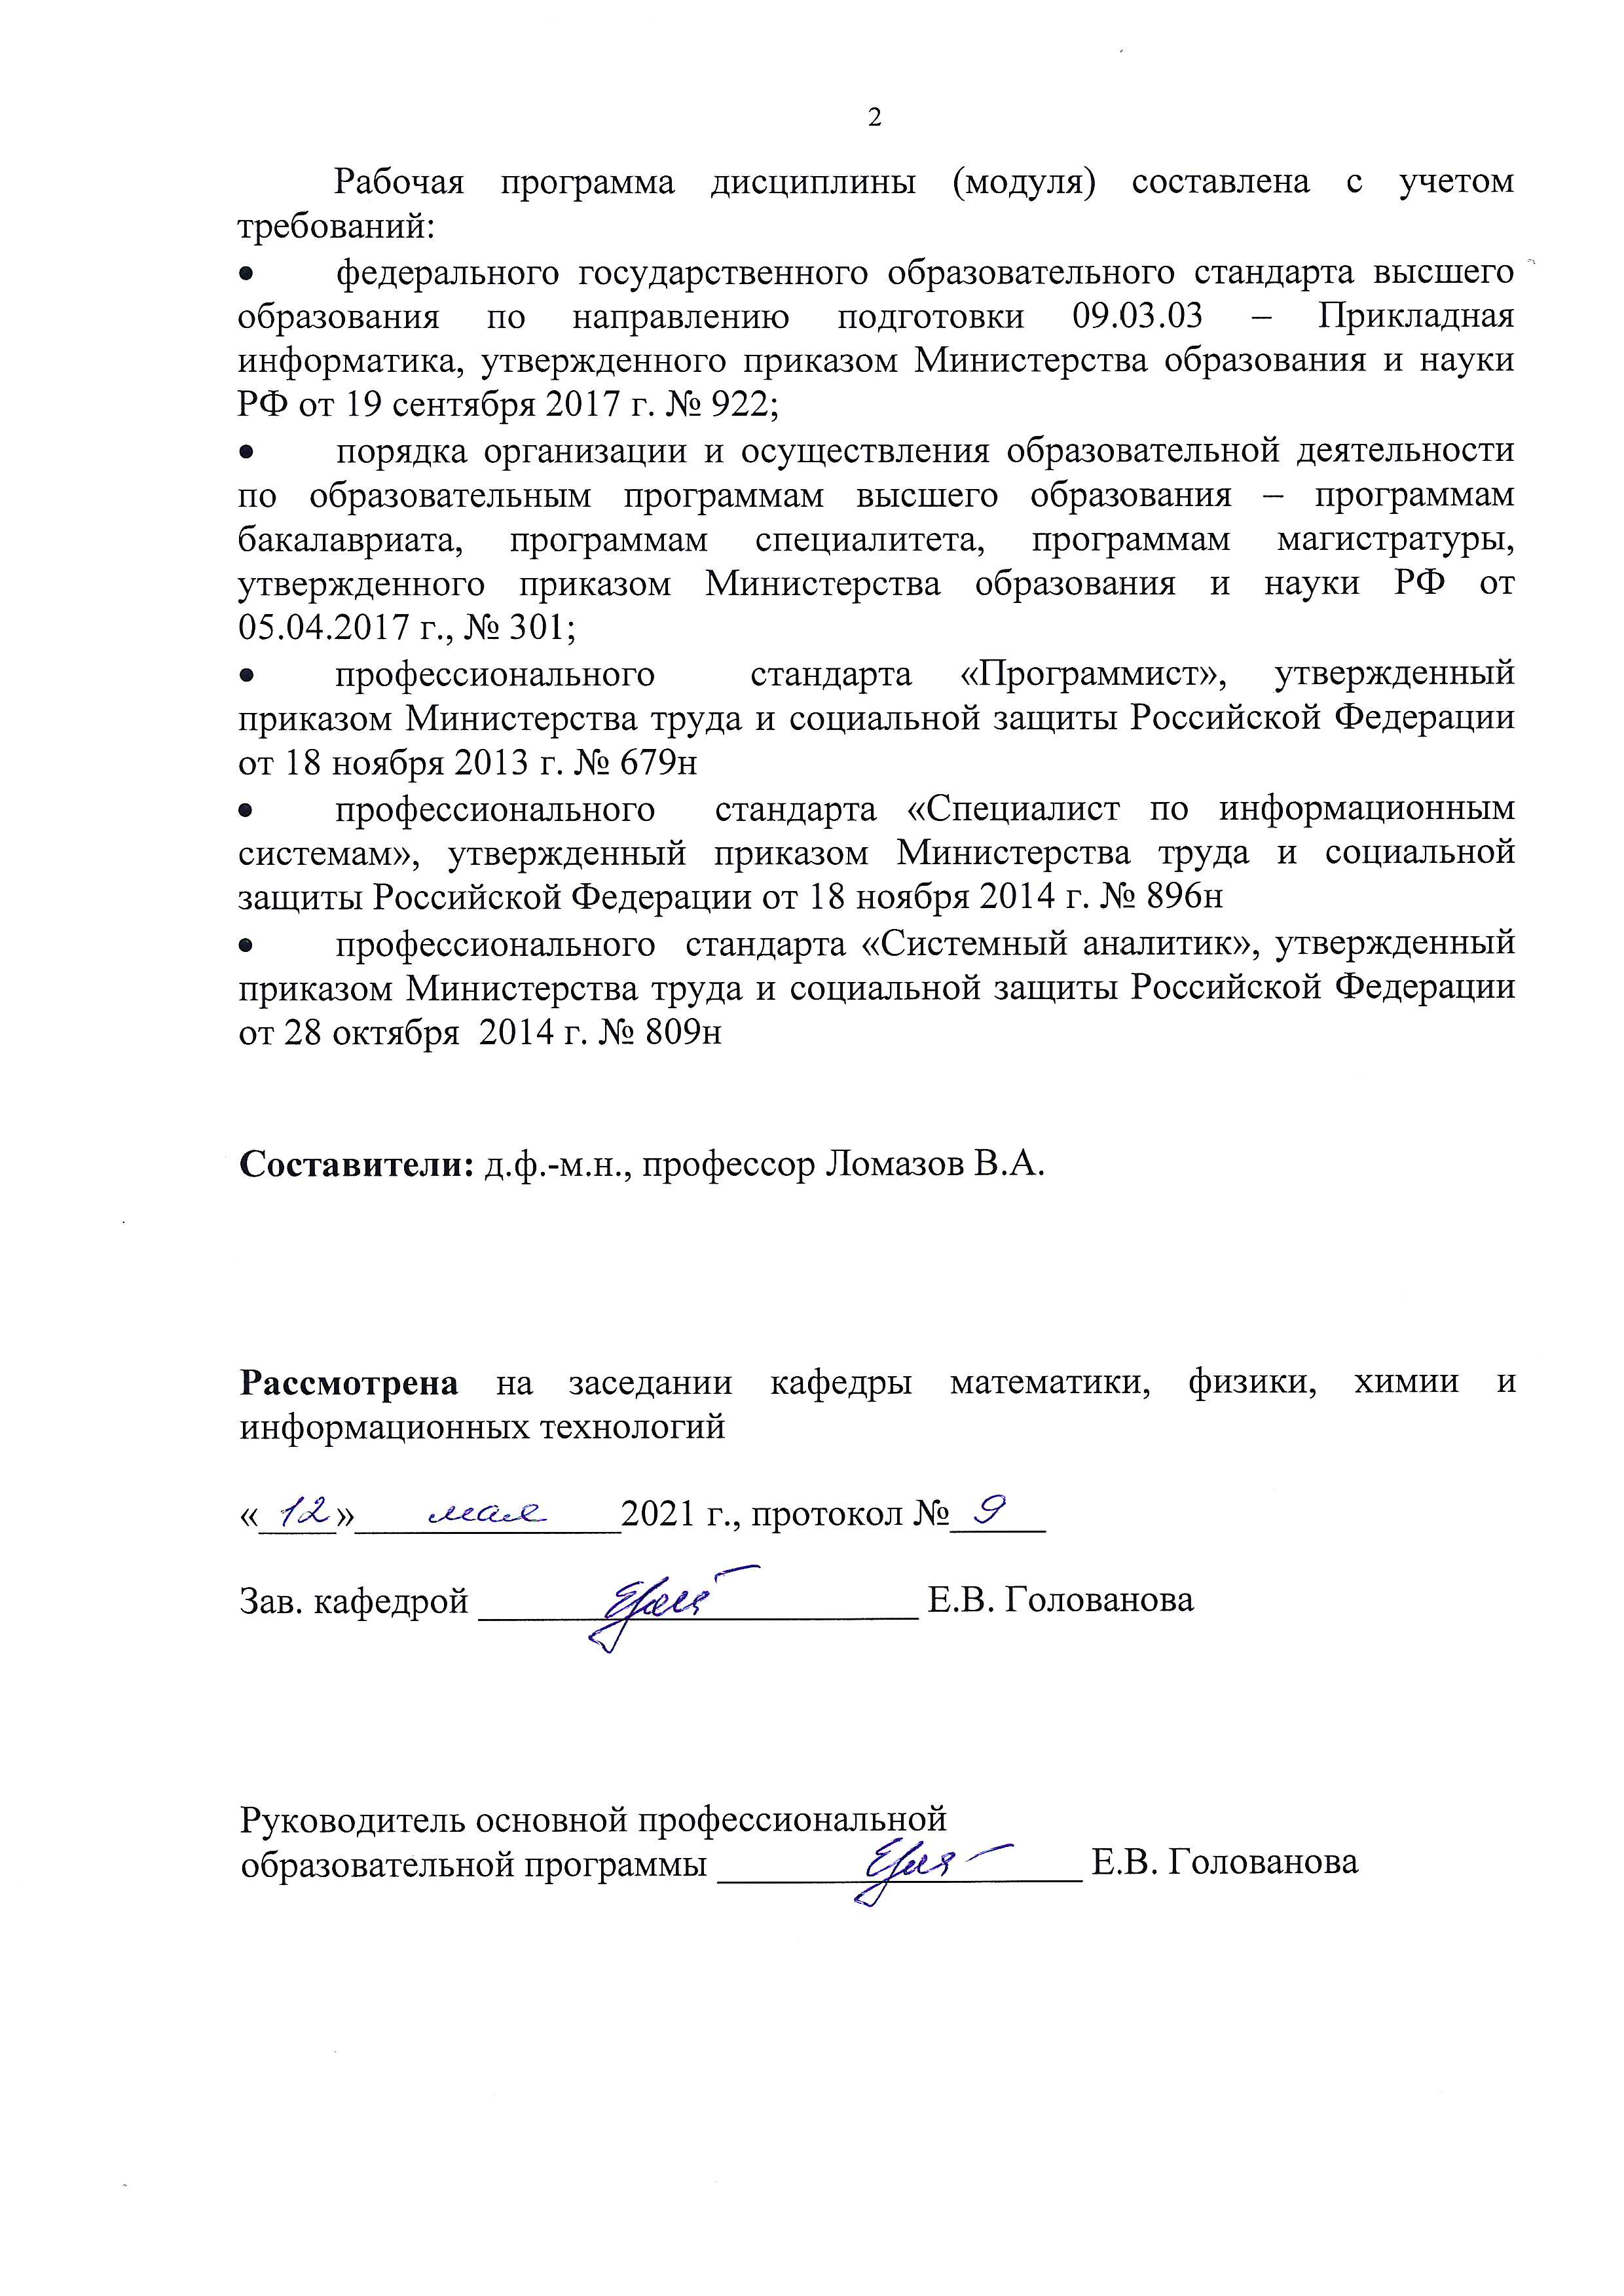 2
Рабочая программа дисциплины (модуля) составлена с учетом
требований:
• федерального государственного образовательного стандарта высшего
образования по направлению подготовки 09.03.03 – Прикладная
информатика, утвержденного приказом Министерства образования и науки
РФ от 19 сентября 2017 г. № 922;
• порядка организации и осуществления образовательной деятельности
по образовательным программам высшего образования – программам
бакалавриата, программам специалитета, программам магистратуры,
утвержденного приказом Министерства образования и науки РФ от
05.04.2017 г., № 301;
• профессионального стандарта «Программист», утвержденный
приказом Министерства труда и социальной защиты Российской Федерации
от 18 ноября 2013 г. № 679н
• профессионального стандарта «Специалист по информационным
системам», утвержденный приказом Министерства труда и социальной
защиты Российской Федерации от 18 ноября 2014 г. № 896н
• профессионального стандарта «Системный аналитик», утвержденный
приказом Министерства труда и социальной защиты Российской Федерации
от 28 октября 2014 г. № 809н
Составители: д.ф.-м.н., профессор Ломазов В.А.
Рассмотрена на заседании кафедры математики, физики, химии и
информационных технологий
«12» мая 2021 г., протокол № 9
Зав. кафедрой Е.В. Голованова
Руководитель основной профессиональной
образовательной программы Е.В. Голованова